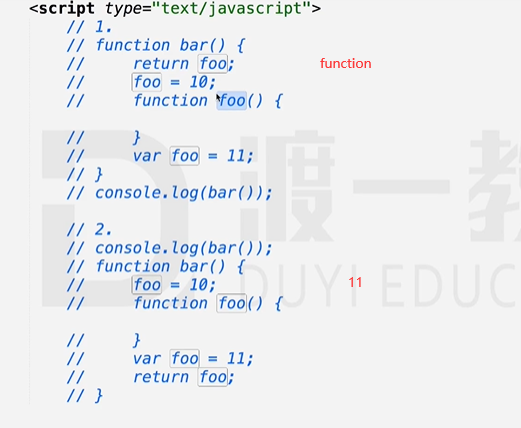 <script type="text/javascript">
// 1.
// function bar() {
//     return foo;
//     foo = 10;
//     function foo() {
//     }
//     var foo = 11;
// }
// console.log(bar());
function
// 2.
// console.log(bar());
// function bar() {
//     foo = 10;
//     function foo() {
//     }
//     var foo = 11;
//     return foo;
// }
11
渡一教
DUYI EDUC